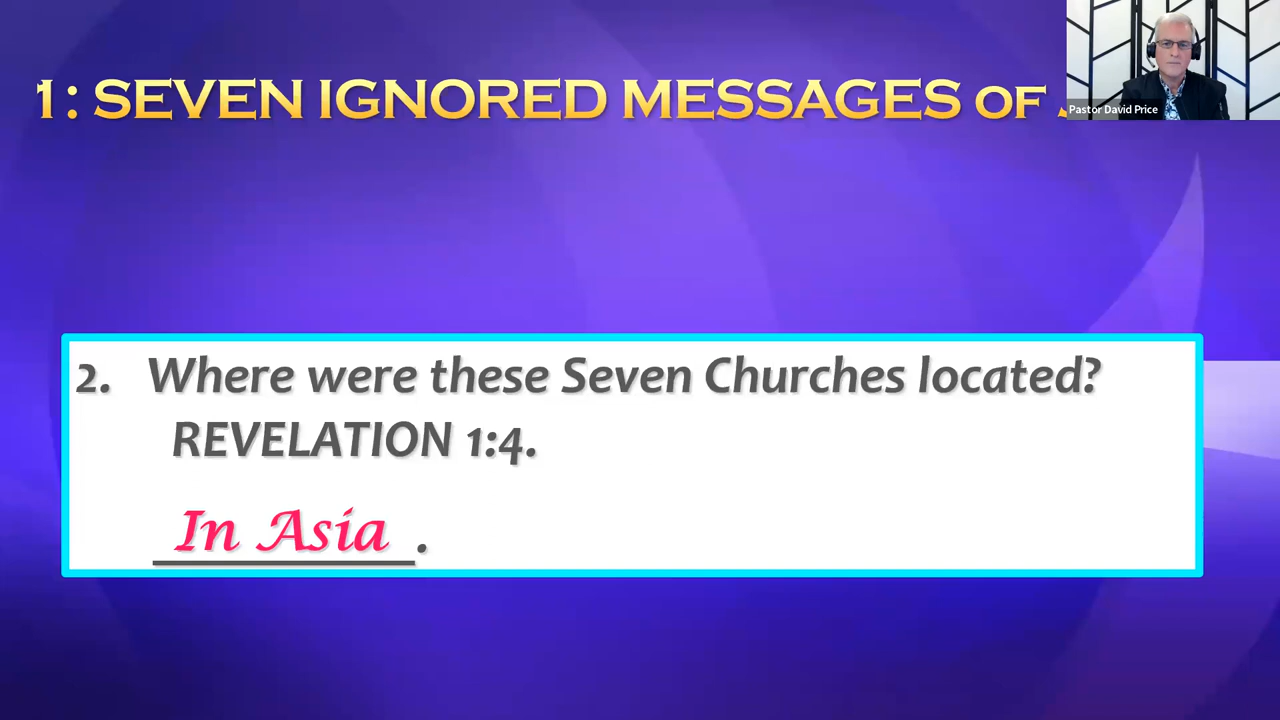 1: SEVEN IGNORED MESSAGES OF
Pastor David Price
2. Where were these Seven Churches located?
REVELATION 1:4.
In Asia.